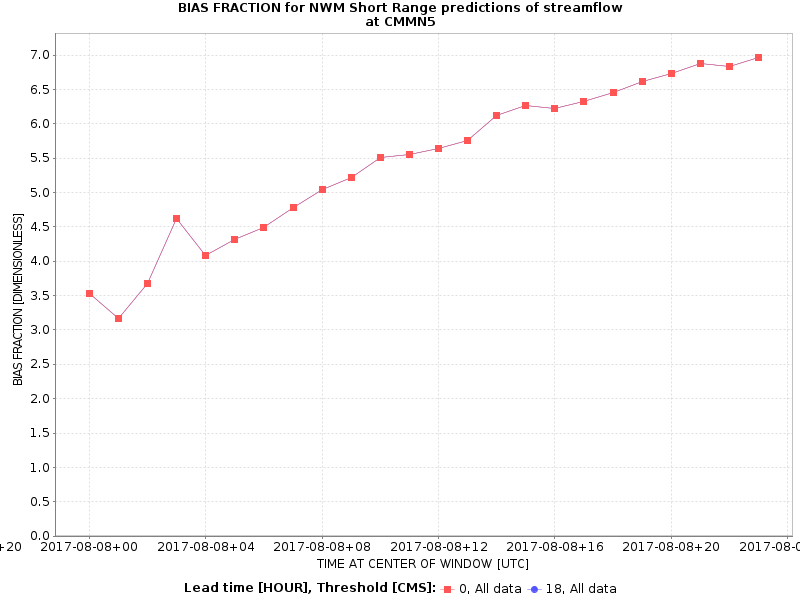 BIAS FRACTION for NWM Short Range predictions of streamflow
at CMMN5
7.0
6.5
6.0
5.5
5.0
4.5
4.0
3.5
3.0
2.5
2.0
1.5
1.0
0.5
0.0
BIAS FRACTION [DIMENSIONLESS]
+20 2017-08-08+00 2017-08-08+04 2017-08-08+08 2017-08-08+12 2017-08-08+16 2017-08-08+20 2017-08-0
TIME AT CENTER OF WINDOW [UTC]
Lead time [HOUR], Threshold [CMS]: 0, All data 18, All data